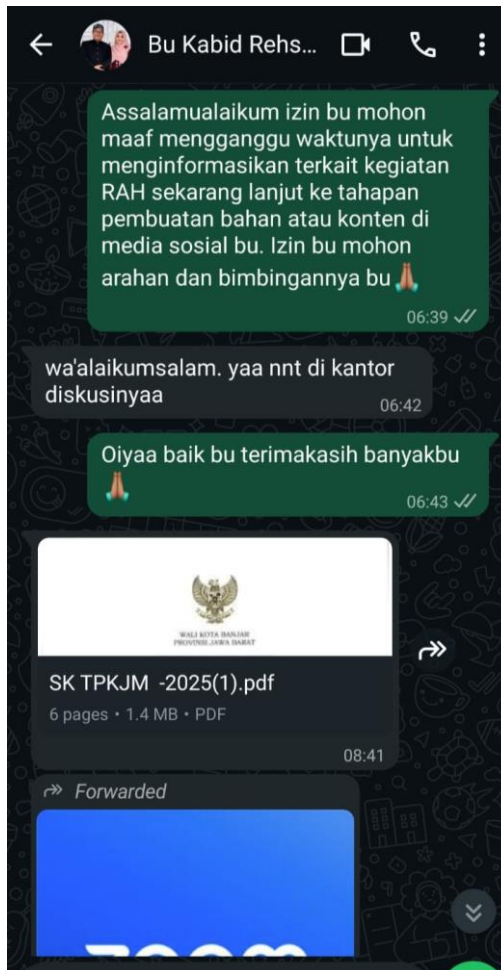 Bu Kabid Rehs...
Assalamualaikum izin bu mohon
maaf mengganggu waktunya untuk
menginformasikan terkait kegiatan
RAH sekarang lanjut ke tahapan
pembuatan bahan atau konten di
media sosial bu. Izin bu mohon
arahan dan bimbingannya bu🙏🏽
06:39
wa'alaikumsalam. yaa nnt di kantor
diskusinyaa
06:42
Oiyaa baik bu terimakasih banyakbu
🙏🏽
06:43
WALI KOTA BANJAR
PROVINSI JAWA BARAT
SK TPKJM -2025(1).pdf
6 pages • 1.4 MB • PDF
08:41
Forwarded
zoom